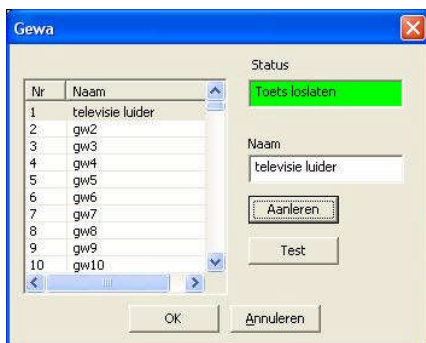 Gewa
Nr Naam
1 televisie luider
2 gw2
3 gw3
4 gw4
5 gw5
6 gw6
7 gw7
8 gw8
9 gw9
10 gw10
Status
Toets loslaten
Naam
televisie luider
Aanleren
Test
OK
Annuleren